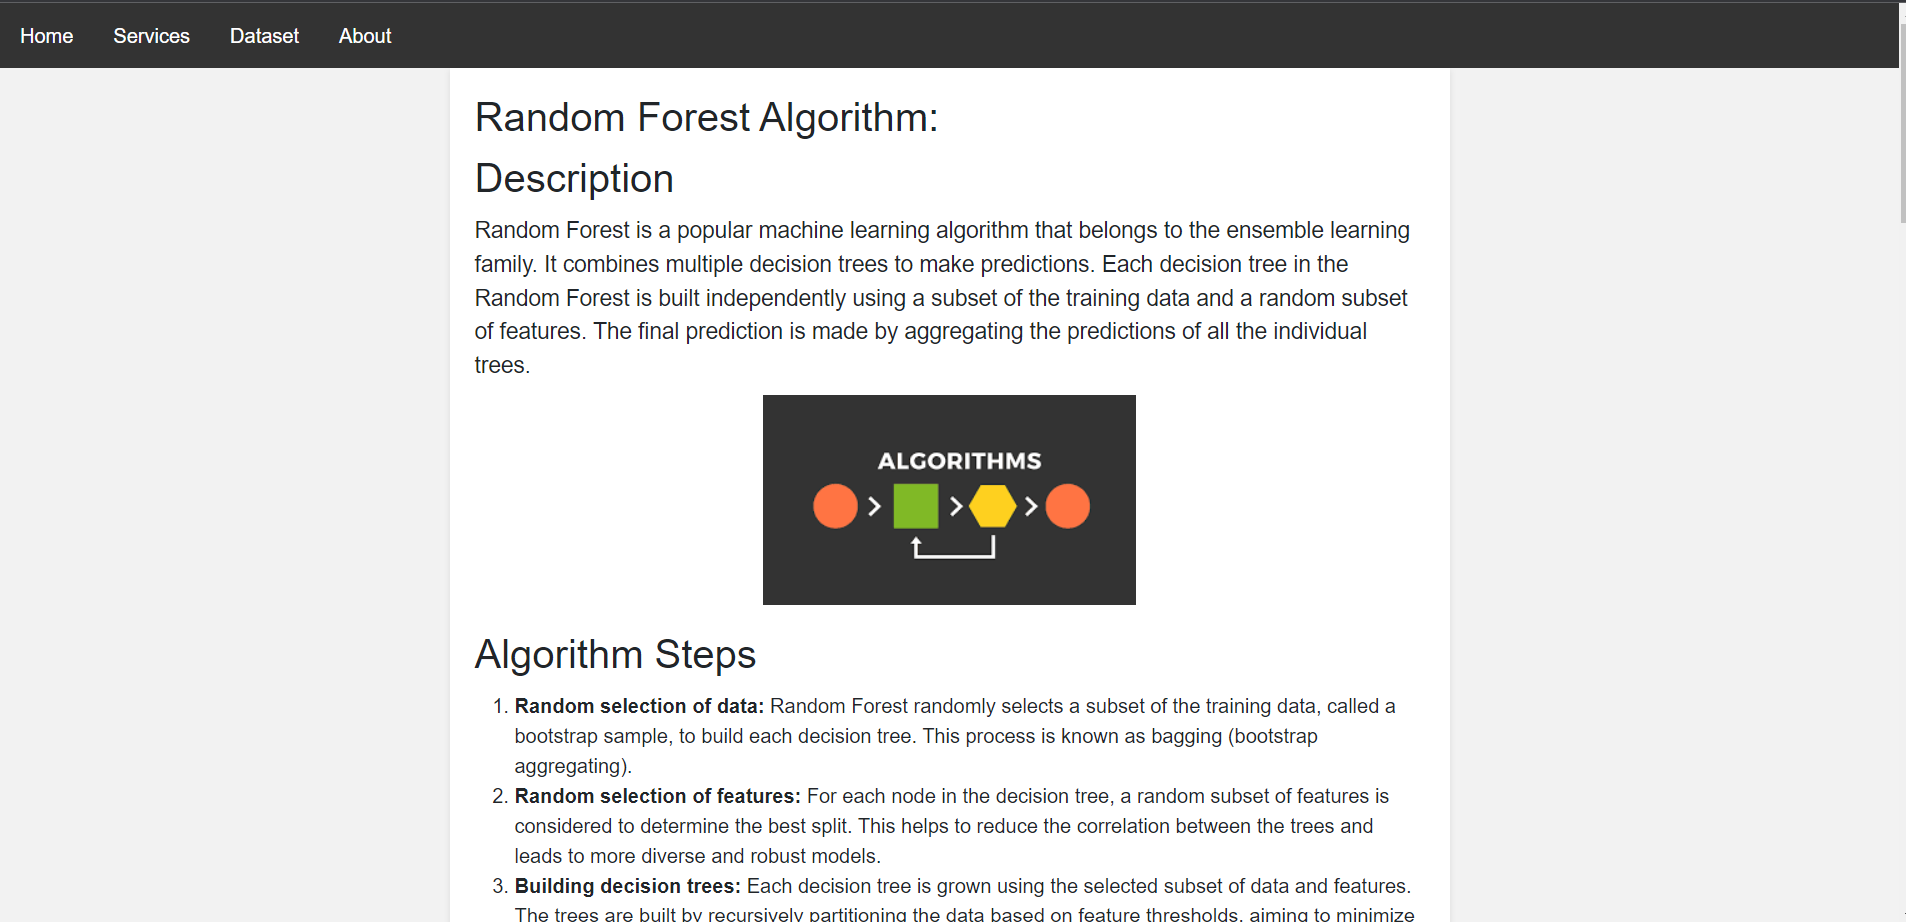 Home Services Dataset About
Random Forest Algorithm:
Description
Random Forest is a popular machine learning algorithm that belongs to the ensemble learning
family. It combines multiple decision trees to make predictions. Each decision tree in the
Random Forest is built independently using a subset of the training data and a random subset
of features. The final prediction is made by aggregating the predictions of all the individual
trees.
ALGORITHMS
Algorithm Steps
1. Random selection of data: Random Forest randomly selects a subset of the training data, called a
bootstrap sample, to build each decision tree. This process is known as bagging (bootstrap
aggregating).
2. Random selection of features: For each node in the decision tree, a random subset of features is
considered to determine the best split. This helps to reduce the correlation between the trees and
leads to more diverse and robust models.
3. Building decision trees: Each decision tree is grown using the selected subset of data and features.
The trees are built by recursively partitioning the data based on feature thresholds, aiming to minimize